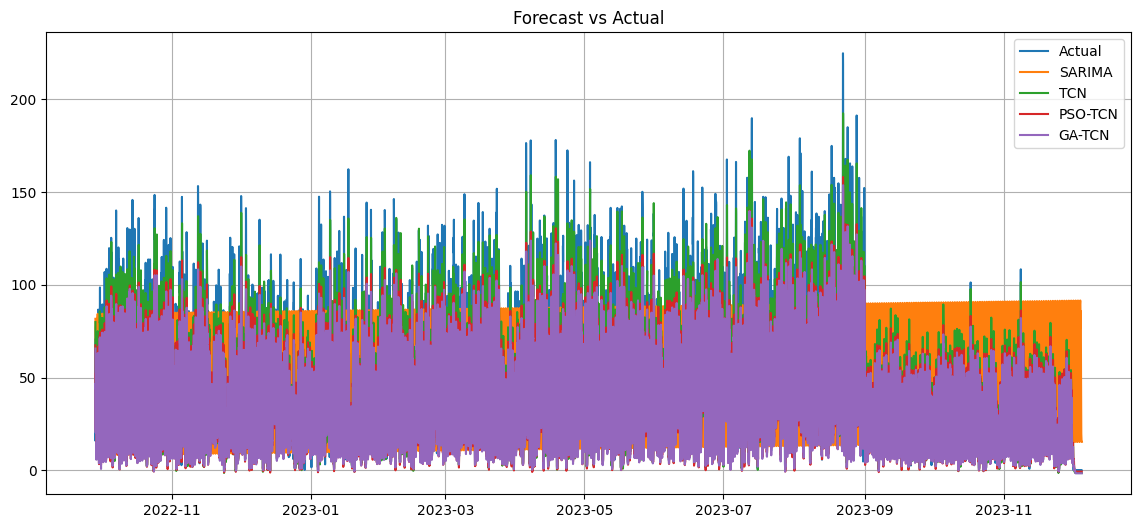 Forecast vs Actual
Actual
SARIMA
TCN
PSO-TCN
GA-TCN
200
150
100
50
0
2022-11
2023-01
2023-03
2023-05
2023-07
2023-09
2023-11